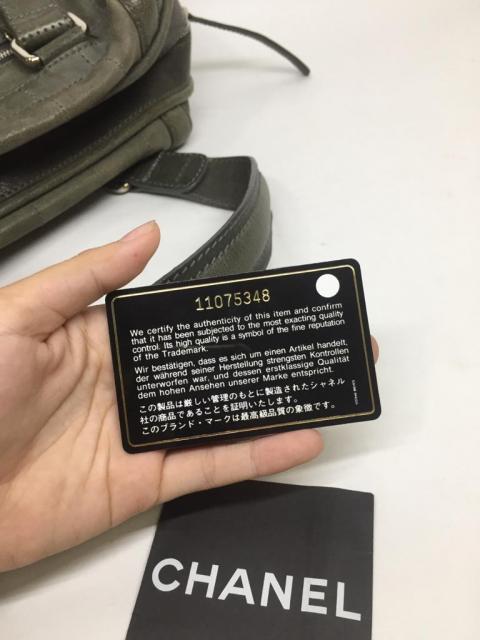 11075348
We certify the authenticity of this item and confirm
that it has been subjected to the most exacting quality
control. Its high quality is a symbol of the fine reputation
of the Trademark.
Wir bestätigen, dass es sich um einen Artikel handelt,
der während seiner Herstellung strengsten Kontrollen
unterworfen war, und dessen erstklassige Qualität
dem hohen Ansehen unserer Marke entspricht.
この製品は厳しい管理のもとに製造されたシャネル
社の商品であることを証明いたします。
このブランド・マークは最高級品質の象徴です。
CHANEL